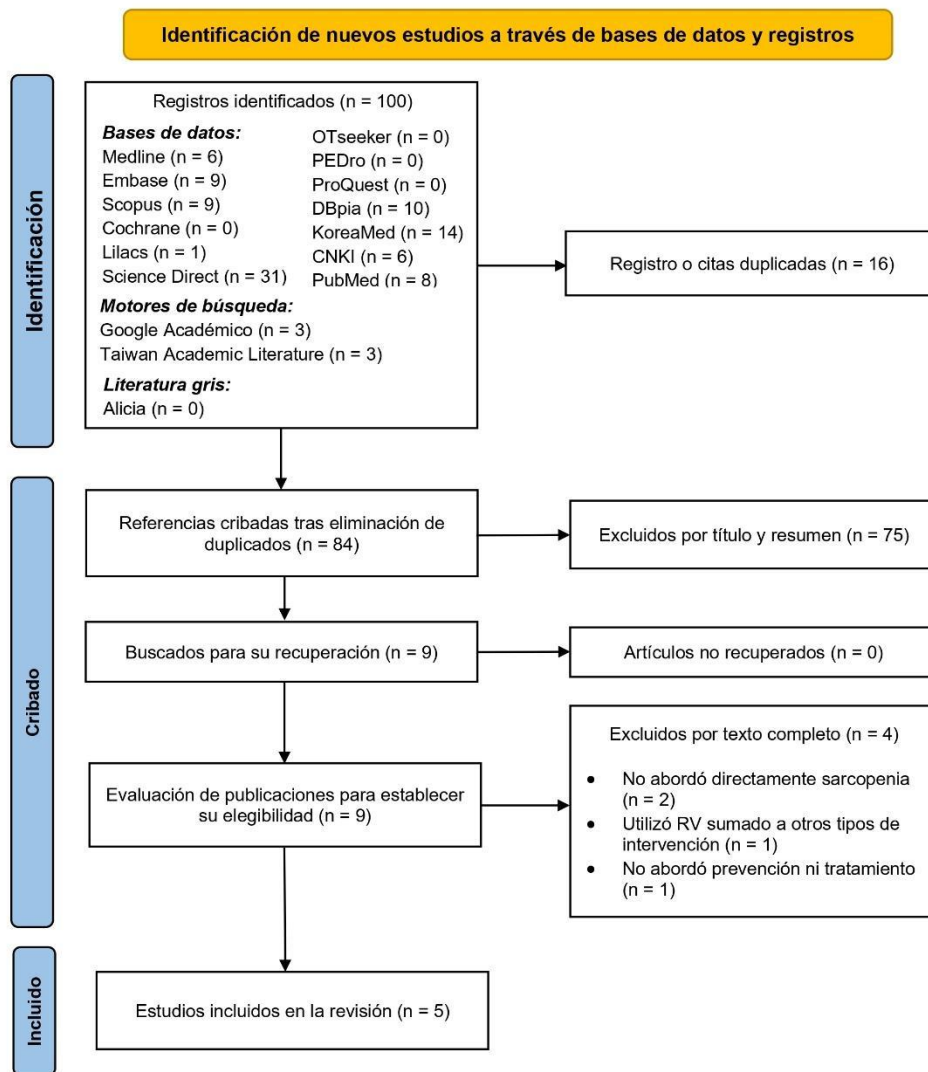 Identificación de nuevos estudios a través de bases de datos y registros
Identificación
Registros identificados (n = 100)
Bases de datos:
Medline (n = 6)
Embase (n = 9)
Scopus (n = 9)
Cochrane (n = 0)
Lilacs (n = 1)
Science Direct (n = 31)
OTseeker (n = 0)
PEDro (n = 0)
ProQuest (n = 0)
DBpia (n = 10)
KoreaMed (n = 14)
CNKI (n = 6)
PubMed (n = 8)
Motores de búsqueda:
Google Académico (n = 3)
Taiwan Academic Literature (n = 3)
Literatura gris:
Alicia (n = 0)
Registro o citas duplicadas (n = 16)
Cribado
Referencias cribadas tras eliminación de
duplicados (n = 84)
Excluidos por título y resumen (n = 75)
Buscados para su recuperación (n = 9)
Artículos no recuperados (n = 0)
Evaluación de publicaciones para establecer
su elegibilidad (n = 9)
Excluidos por texto completo (n = 4)
• No abordó directamente sarcopenia
(n = 2)
• Utilizó RV sumado a otros tipos de
intervención (n = 1)
• No abordó prevención ni tratamiento
(n = 1)
Incluido
Estudios incluidos en la revisión (n = 5)